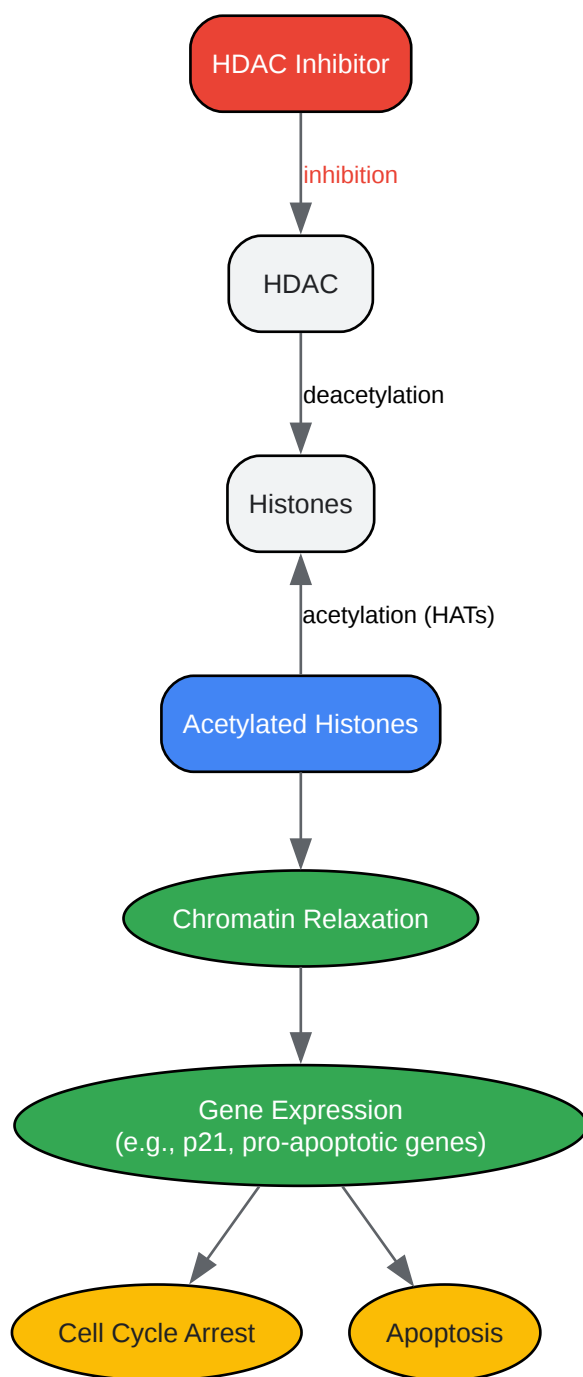 HDAC Inhibitor
inhibition
HDAC
deacetylation
Histones
acetylation (HATs)
Acetylated Histones
Chromatin Relaxation
Gene Expression
(e.g., p21, pro-apoptotic genes)
Cell Cycle Arrest
Apoptosis